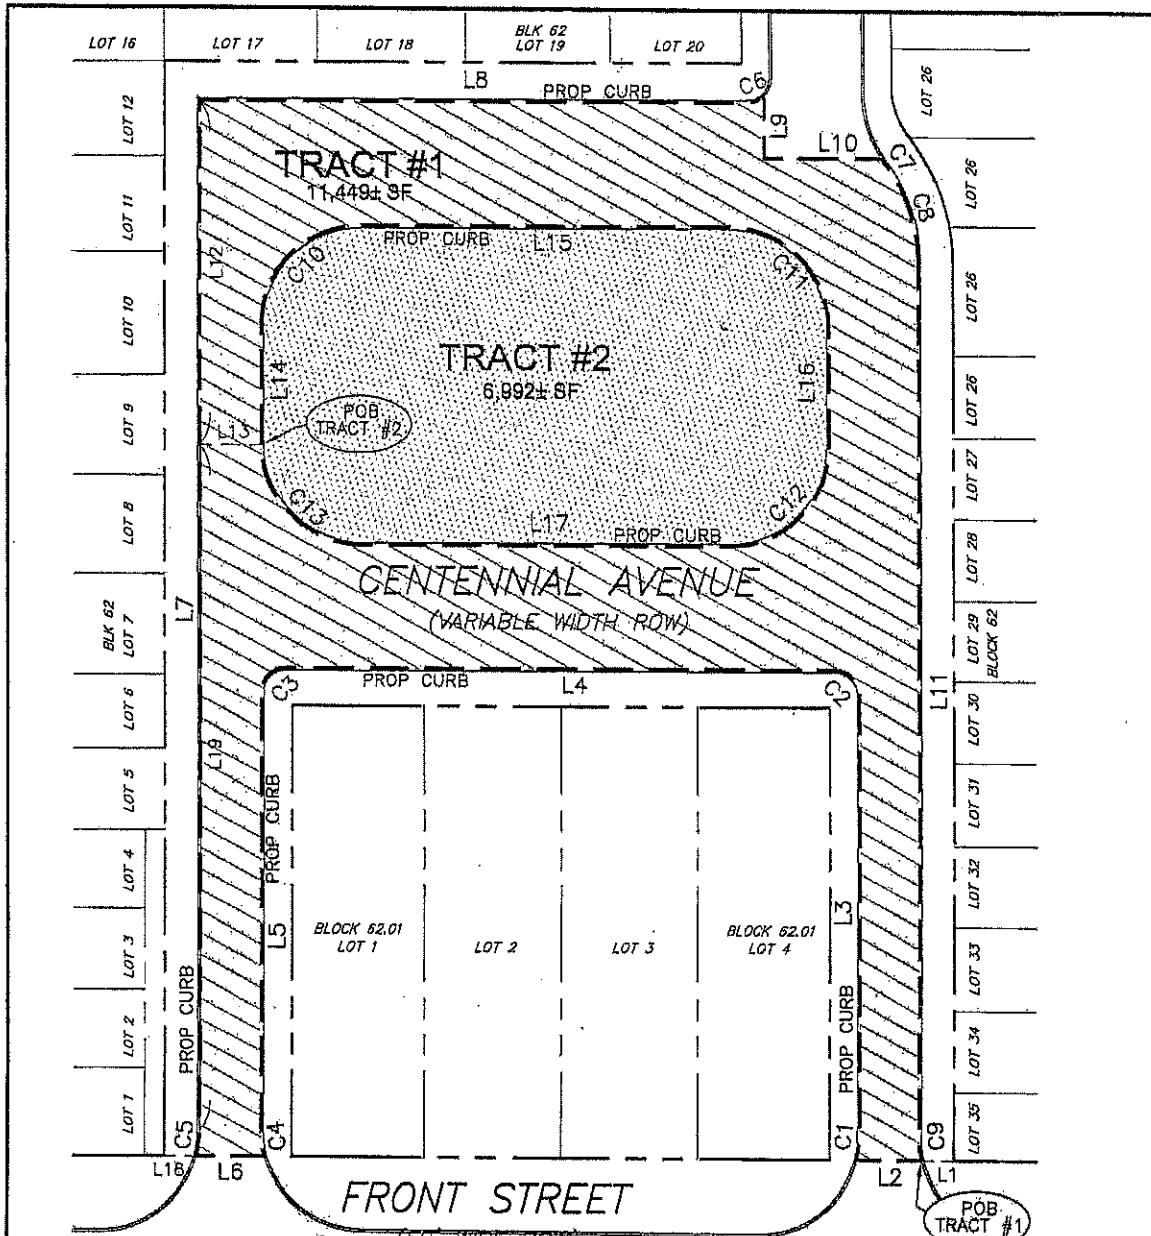 LOT 16
LOT 17
LOT 18
BLK 62
LOT 19
LOT 20
LOT 26
L8
PROP CURB
C6
L9
L10
C7
C8
LOT 12
LOT 11
LOT 10
LOT 9
LOT 8
BLK 62
LOT 7
LOT 6
LOT 5
LOT 4
LOT 3
LOT 2
LOT 1
TRACT #1
11,449± SF
L12
C10
PROP CURB
L15
C11
LOT 26
LOT 26
LOT 26
LOT 27
LOT 28
LOT 29
BLOCK 62
LOT 30
LOT 31
LOT 32
LOT 33
LOT 34
LOT 35
TRACT #2
6,992± SF
L14
L16
L13
POB
TRACT #2
C13
L17
PROP CURB
C12
CENTENNIAL AVENUE
(VARIABLE WIDTH ROW)
L7
L11
C3
PROP CURB
L4
C2
L19
PROP CURB
L5
BLOCK 62.01
LOT 1
LOT 2
LOT 3
BLOCK 62.01
LOT 4
L3
PROP CURB
PROP CURB
C5
C4
C1
C9
L18
L6
L2
L1
FRONT STREET
POB
TRACT #1